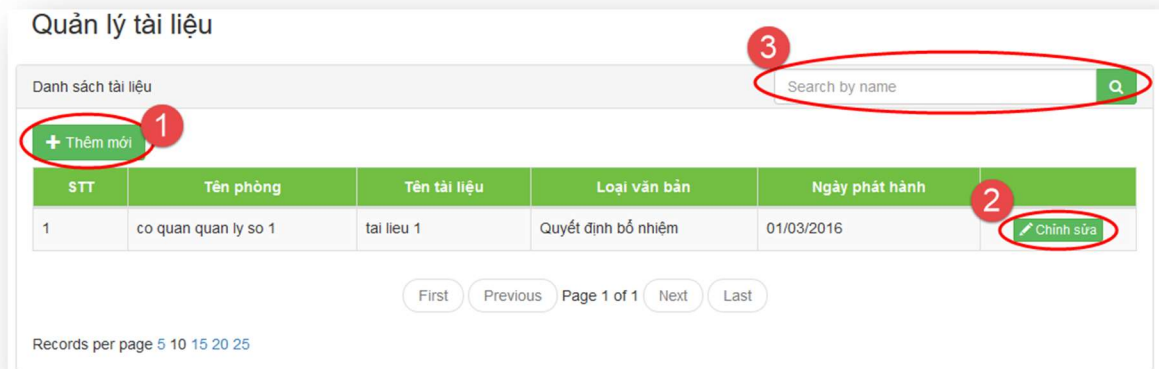 Quản lý tài liệu
3
Danh sách tài liệu Search by name
1
+ Thêm mới
STT Tên phòng Tên tài liệu Loại văn bản Ngày phát hành
2
1 co quan quan ly so 1 tai lieu 1 Quyết định bổ nhiệm 01/03/2016 Chỉnh sửa
First Previous Page 1 of 1 Next Last
Records per page 5 10 15 20 25